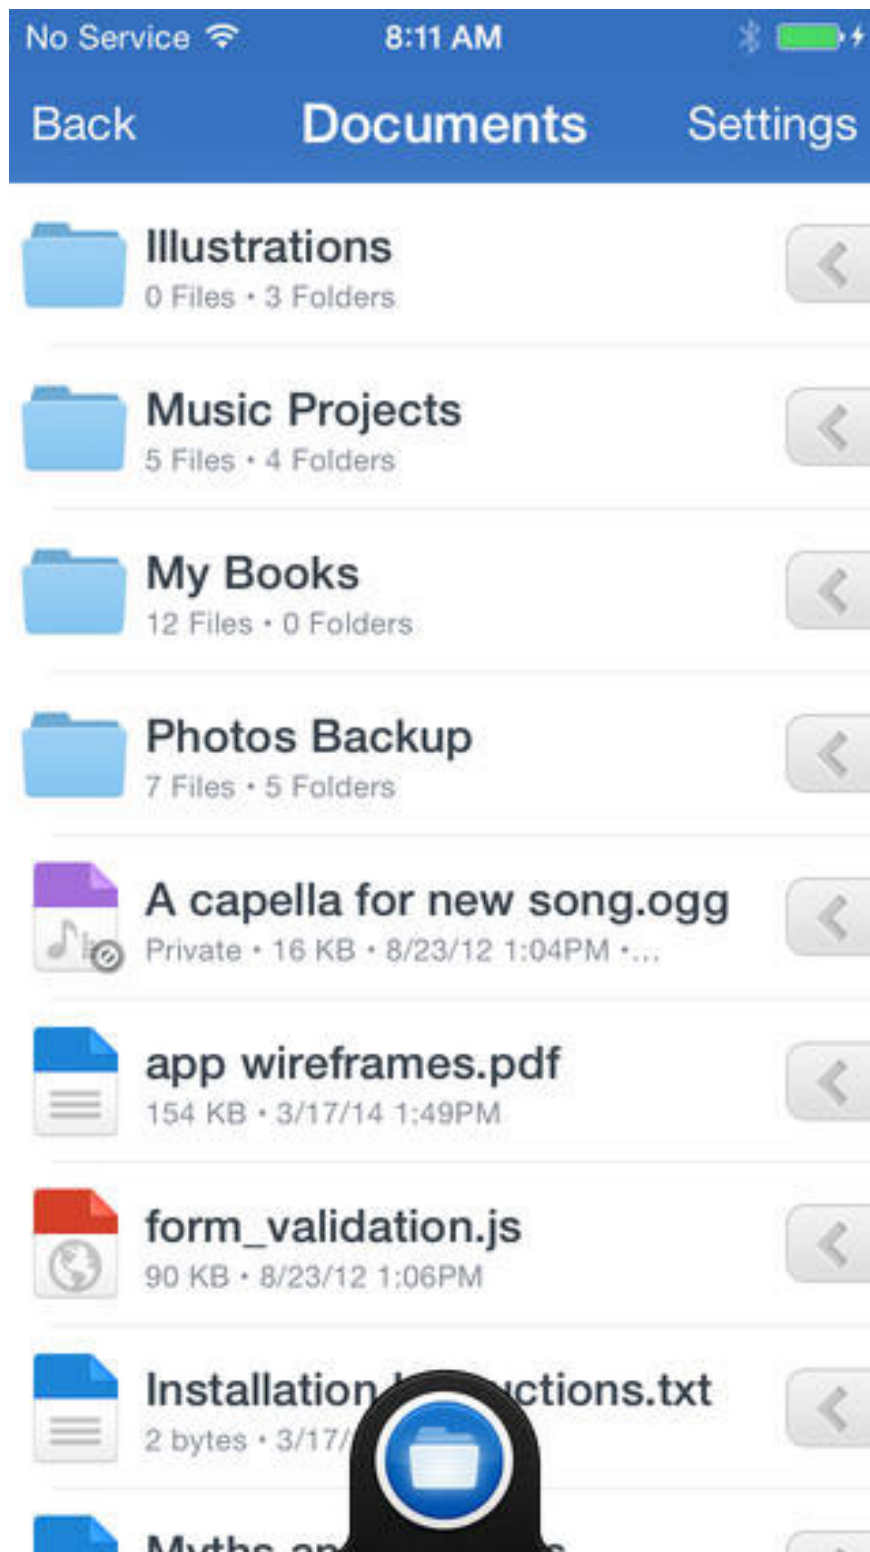 No Service 8:11 AM
Back Documents Settings
Illustrations
0 Files • 3 Folders
Music Projects
5 Files • 4 Folders
My Books
12 Files • 0 Folders
Photos Backup
7 Files • 5 Folders
A capella for new song.ogg
Private • 16 KB • 8/23/12 1:04PM •...
app wireframes.pdf
154 KB • 3/17/14 1:49PM
form_validation.js
90 KB • 8/23/12 1:06PM
Installation
2 bytes • 3/17/